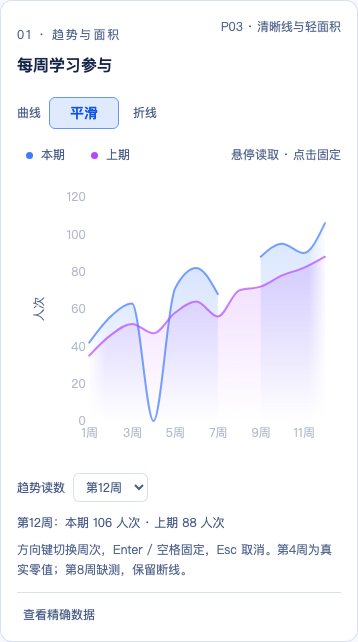 01 · 趋势与面积
P03 · 清晰线与轻面积
每周学习参与
曲线 平滑 折线
本期 上期 悬停读取 · 点击固定
120
100
80
60
40
20
0
人次
1周 3周 5周 7周 9周 11周
趋势读数 第12周
第12周：本期 106 人次 · 上期 88 人次
方向键切换周次，Enter / 空格固定，Esc 取消。第4周为真
实零值；第8周缺测，保留断线。
查看精确数据